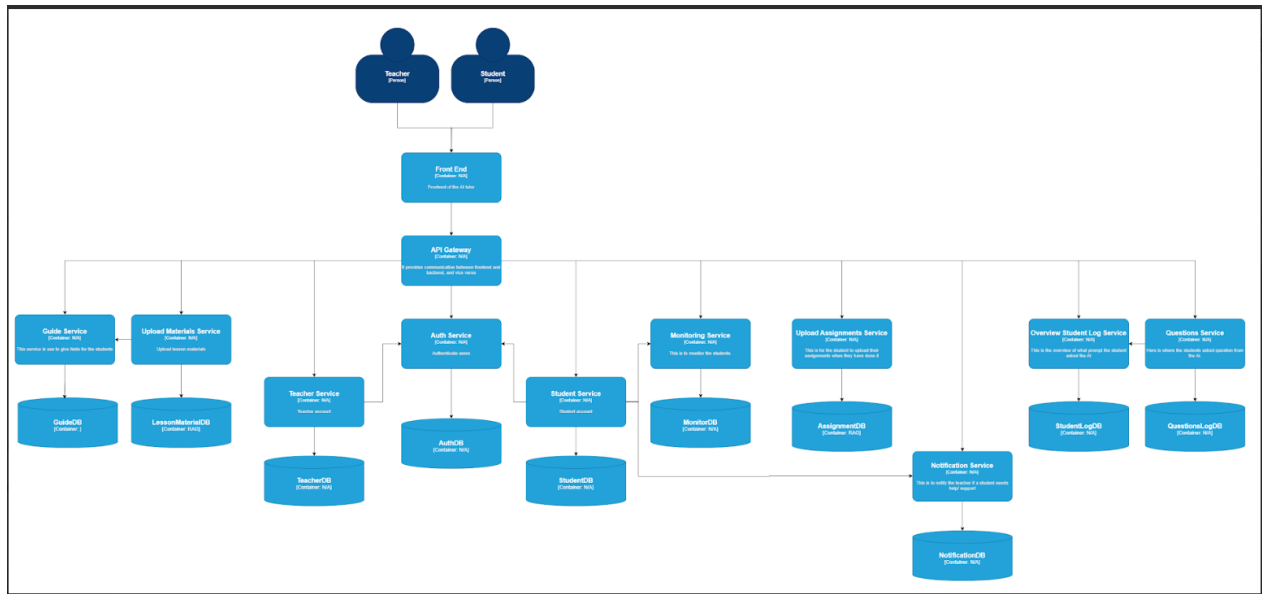 Teacher
[Person]
Student
[Person]
Front End
[Container: N/A]
Frontend of the AI tutor
API Gateway
[Container: N/A]
It provides communication between frontend and
backend, and vice versa
Guide Service
[Container: N/A]
This service is use to give hints for the students
Upload Materials Service
[Container: N/A]
Upload lesson materials
Auth Service
[Container: N/A]
Authenticate users
Monitoring Service
[Container: N/A]
This is to monitor the students
Upload Assignments Service
[Container: N/A]
This is for the student to upload their
assignments when they have done it
Overview Student Log Service
[Container: N/A]
This is the overview of what prompt the student
asked the AI
Questions Service
[Container: N/A]
Here is where the students asked question from
the AI
Teacher Service
[Container: N/A]
Teacher account
Student Service
[Container: N/A]
Student account
GuideDB
[Container: ]
LessonMaterialDB
[Container: RAG]
AuthDB
[Container: N/A]
MonitorDB
[Container: N/A]
AssignmentDB
[Container: RAG]
StudentLogDB
[Container: N/A]
QuestionsLogDB
[Container: N/A]
TeacherDB
[Container: N/A]
StudentDB
[Container: N/A]
Notification Service
[Container: N/A]
This is to notify the teacher if a student needs
help/ support
NotificationDB
[Container: N/A]